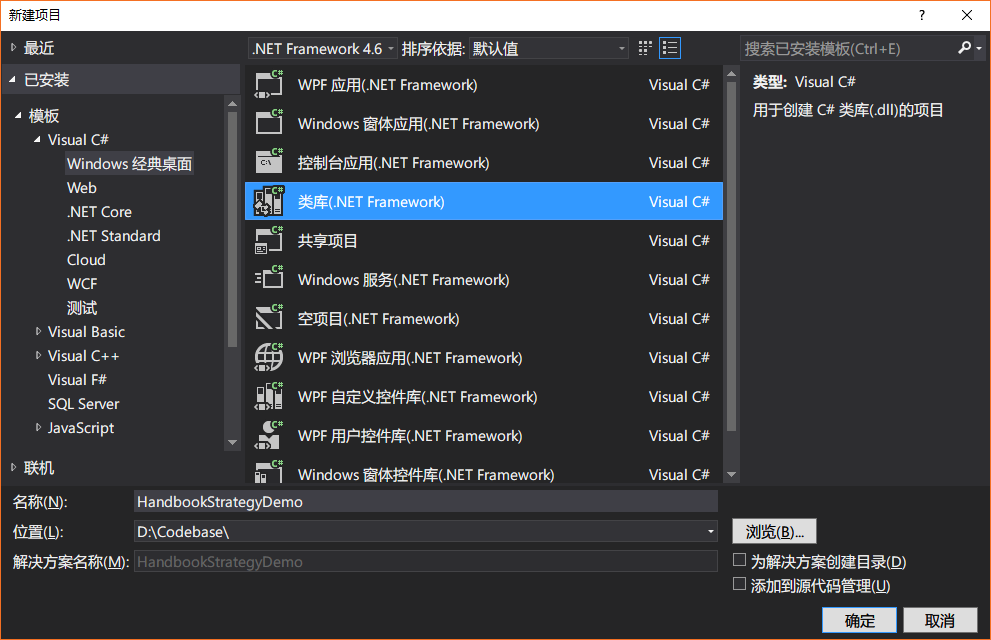 新建项目
?
最近
.NET Framework 4.6
排序依据:
默认值
搜索已安装模板(Ctrl+E)
已安装
模板
Visual C#
Windows 经典桌面
Web
.NET Core
.NET Standard
Cloud
WCF
测试
Visual Basic
Visual C++
Visual F#
SQL Server
JavaScript
联机
WPF 应用(.NET Framework) Visual C#
Windows 窗体应用(.NET Framework) Visual C#
控制台应用(.NET Framework) Visual C#
类库(.NET Framework) Visual C#
共享项目 Visual C#
Windows 服务(.NET Framework) Visual C#
空项目(.NET Framework) Visual C#
WPF 浏览器应用(.NET Framework) Visual C#
WPF 自定义控件库(.NET Framework) Visual C#
WPF 用户控件库(.NET Framework) Visual C#
Windows 窗体控件库(.NET Framework) Visual C#
类型: Visual C#
用于创建 C# 类库(.dll)的项目
名称(N): HandbookStrategyDemo
位置(L): D:\Codebase\
浏览(B)...
解决方案名称(M): HandbookStrategyDemo
为解决方案创建目录(D)
添加到源代码管理(U)
确定
取消